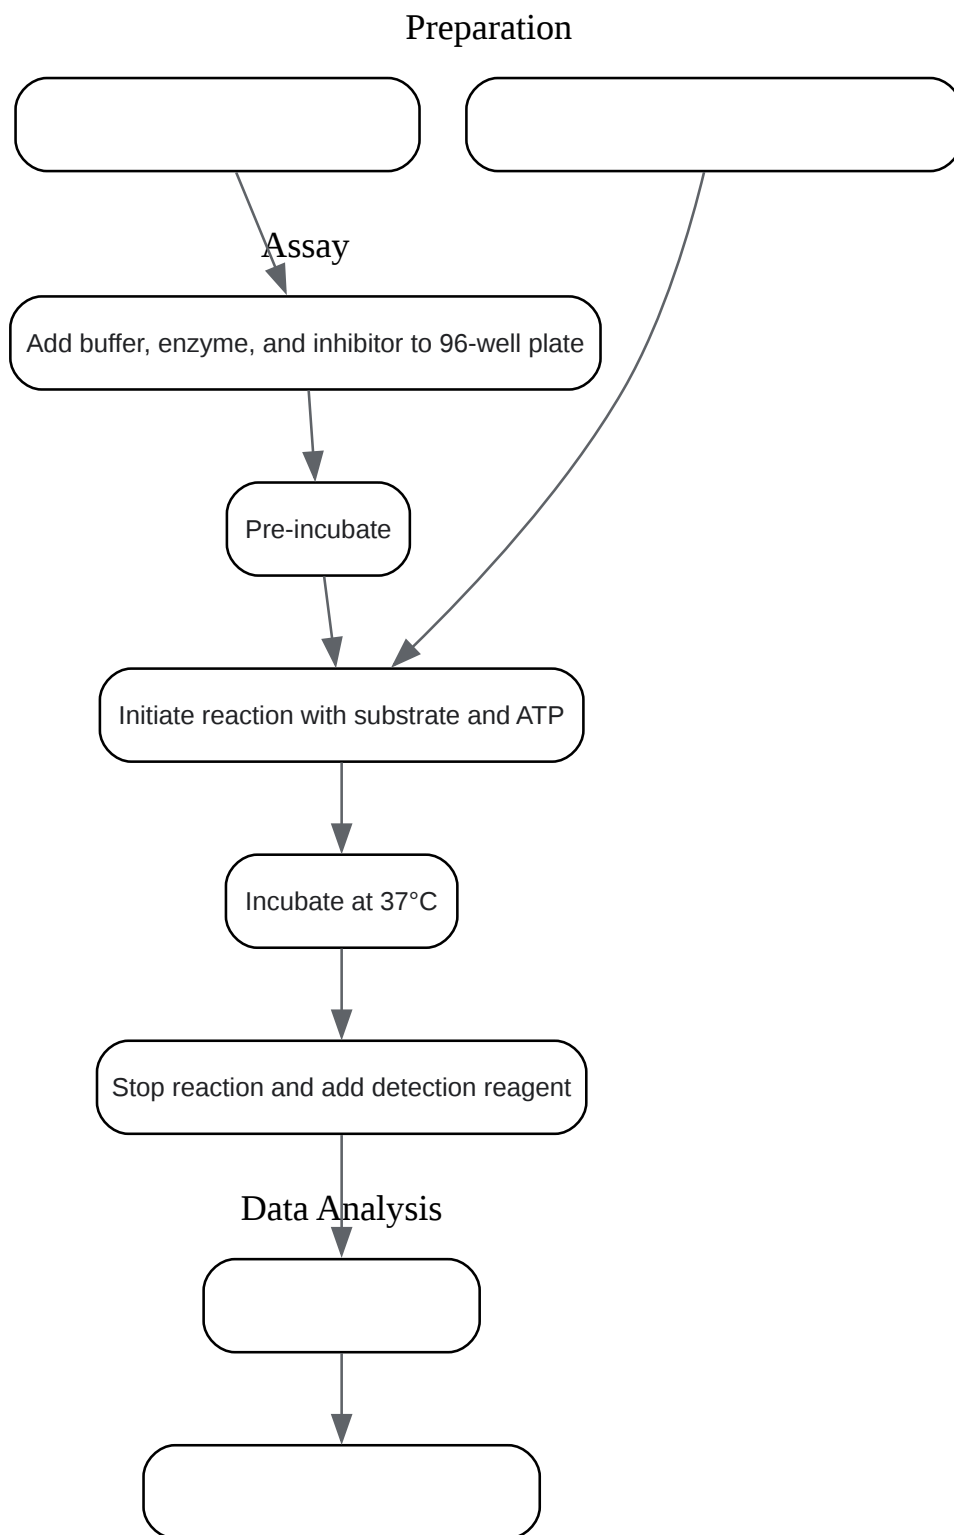 Preparation
Assay
Add buffer, enzyme, and inhibitor to 96-well plate
Pre-incubate
Initiate reaction with substrate and ATP
Incubate at 37°C
Stop reaction and add detection reagent
Data Analysis